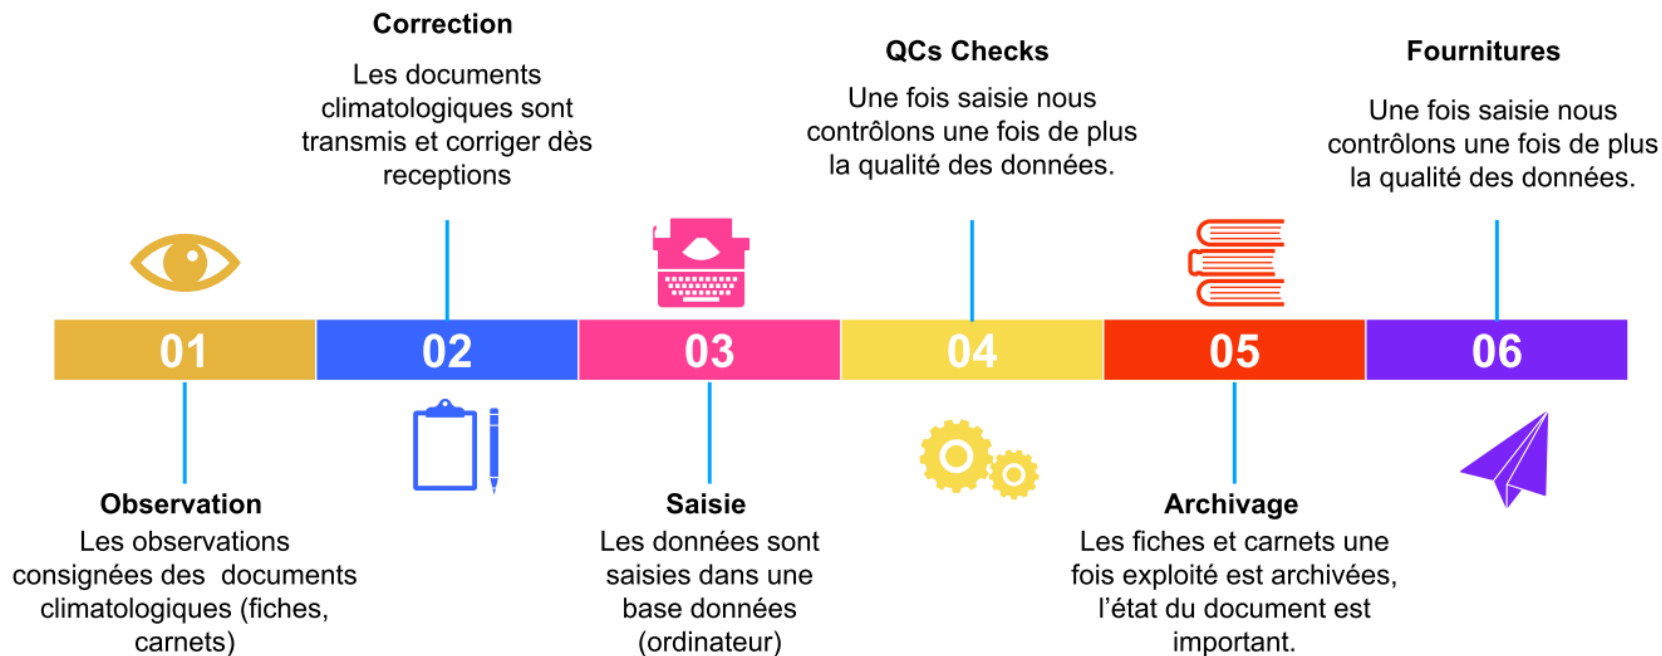 Correction
Les documents
climatologiques sont
transmis et corriger dès
receptions
QCs Checks
Une fois saisie nous
contrôlons une fois de plus
la qualité des données.
Fournitures
Une fois saisie nous
contrôlons une fois de plus
la qualité des données.
01
02
03
04
05
06
Observation
Les observations
consignées des documents
climatologiques (fiches,
carnets)
Saisie
Les données sont
saisies dans une
base données
(ordinateur)
Archivage
Les fiches et carnets une
fois exploité est archivées,
l’état du document est
important.